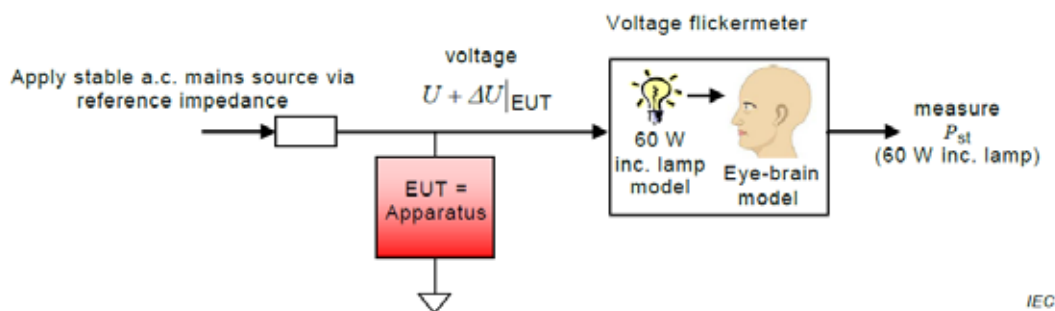 Voltage flickermeter
voltage
Apply stable a.c. mains source via
reference impedance
U + ΔU|EUT
measure
Pst
(60 W inc. lamp)
60 W
inc. lamp
model
Eye-brain
model
EUT =
Apparatus
IEC